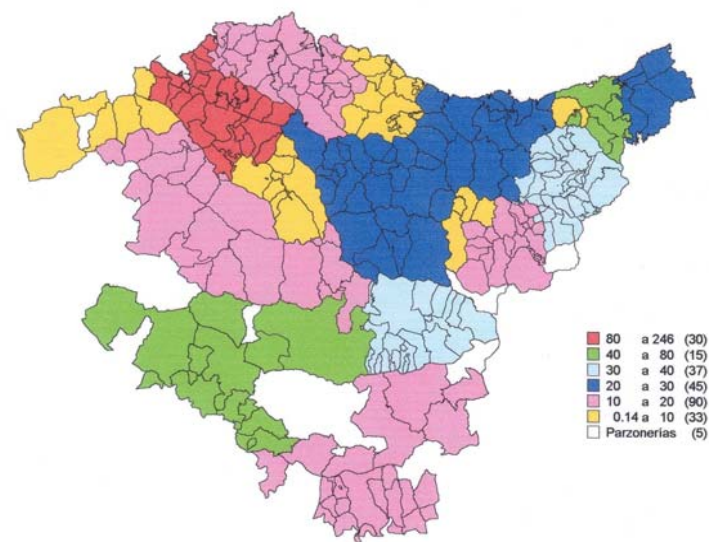 80 a 246 (30)
40 a 80 (15)
30 a 40 (37)
20 a 30 (45)
10 a 20 (90)
0.14 a 10 (33)
Parzonerías (5)